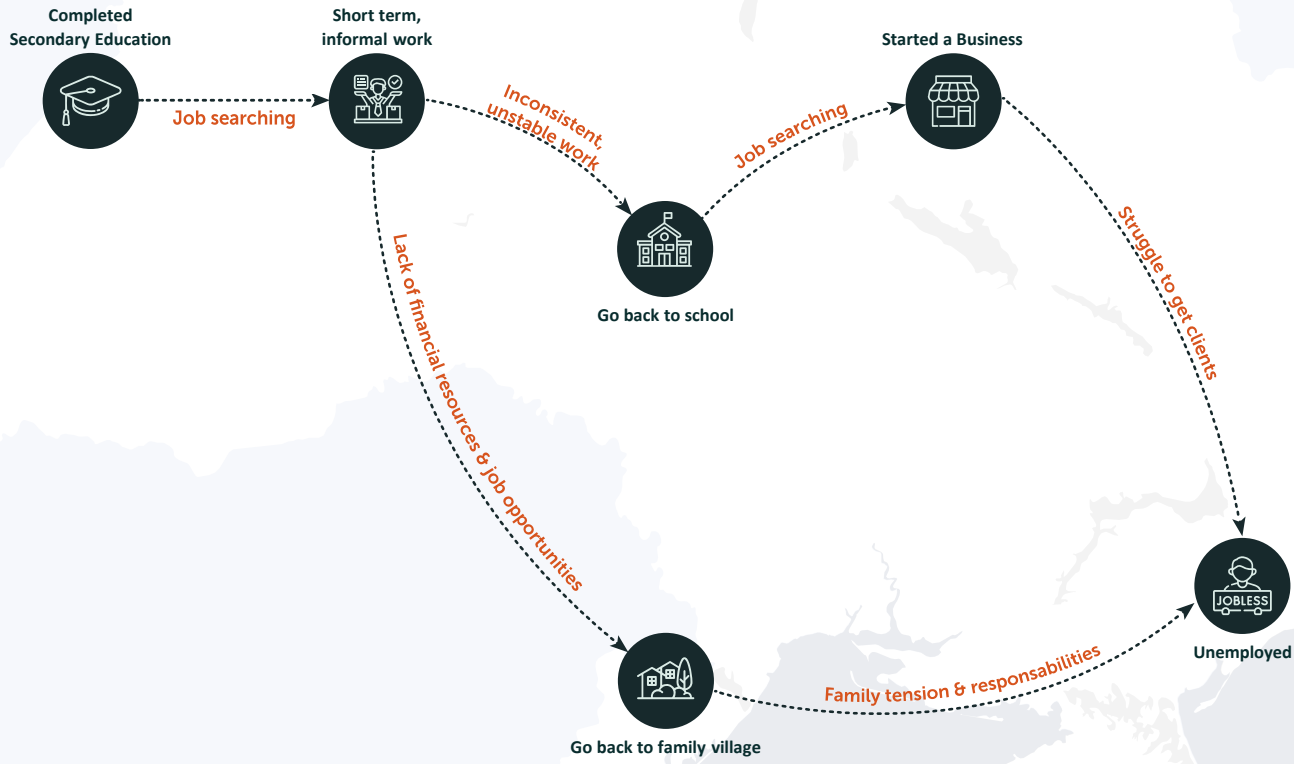 Completed
Secondary Education
Short term,
informal work
Started a Business
Job searching
Inconsistent,
unstable work
Job searching
Go back to school
Struggle to get clients
Lack of financial resources & job opportunities
JOBLESS
Unemployed
Family tension & responsabilities
Go back to family village